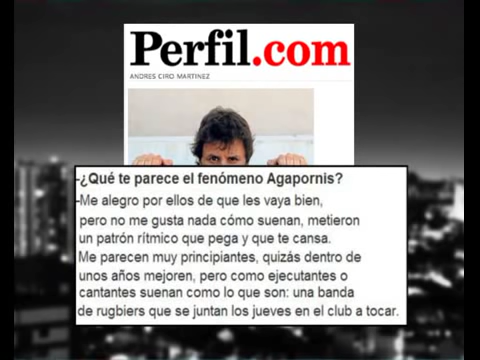 Perfil.com
ANDRES CIRO MARTINEZ
-¿Qué te parece el fenómeno Agapornis?
-Me alegro por ellos de que les vaya bien,
pero no me gusta nada cómo suenan, metieron
un patrón rítmico que pega y que te cansa.
Me parecen muy principiantes, quizás dentro de
unos años mejoren, pero como ejecutantes o
cantantes suenan como lo que son: una banda
de rugbiers que se juntan los jueves en el club a tocar.